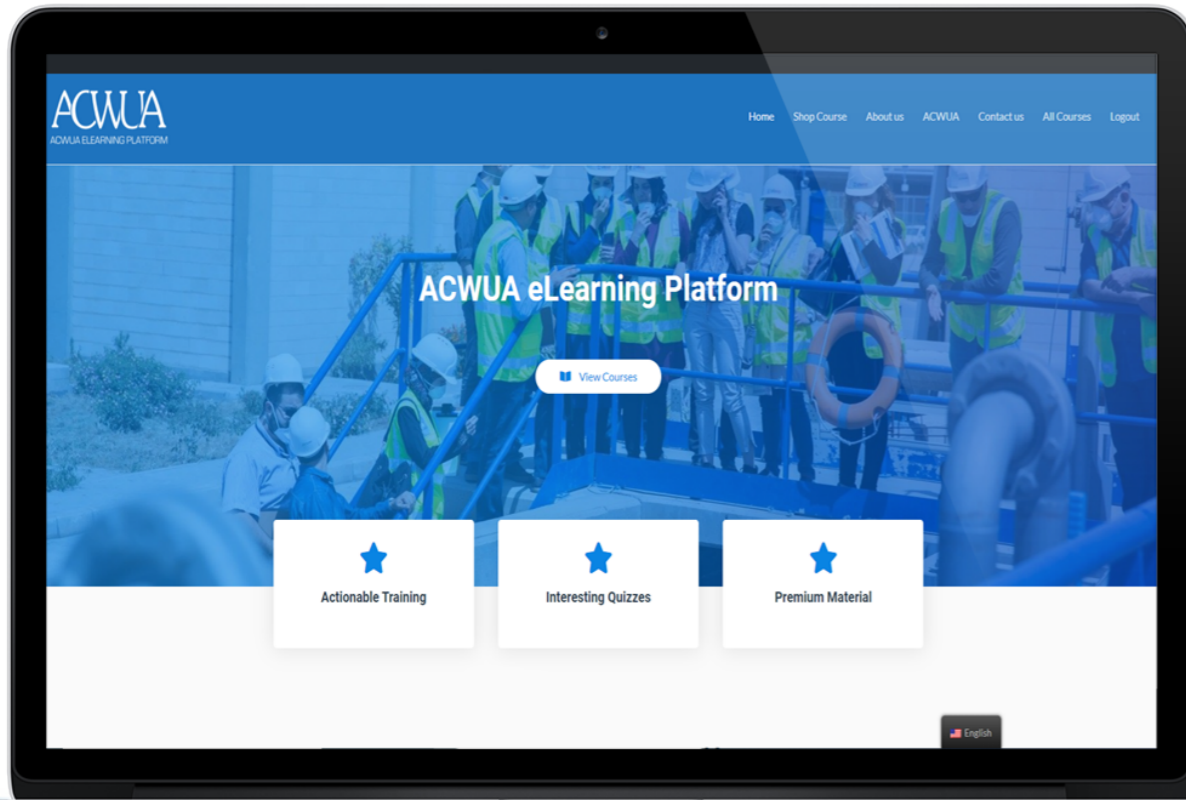 ACWUA
ACWUA ELEARNING PLATFORM
Home Shop Course About us ACWUA Contact us All Courses Logout
ACWUA eLearning Platform
View Courses
Actionable Training
Interesting Quizzes
Premium Material
English